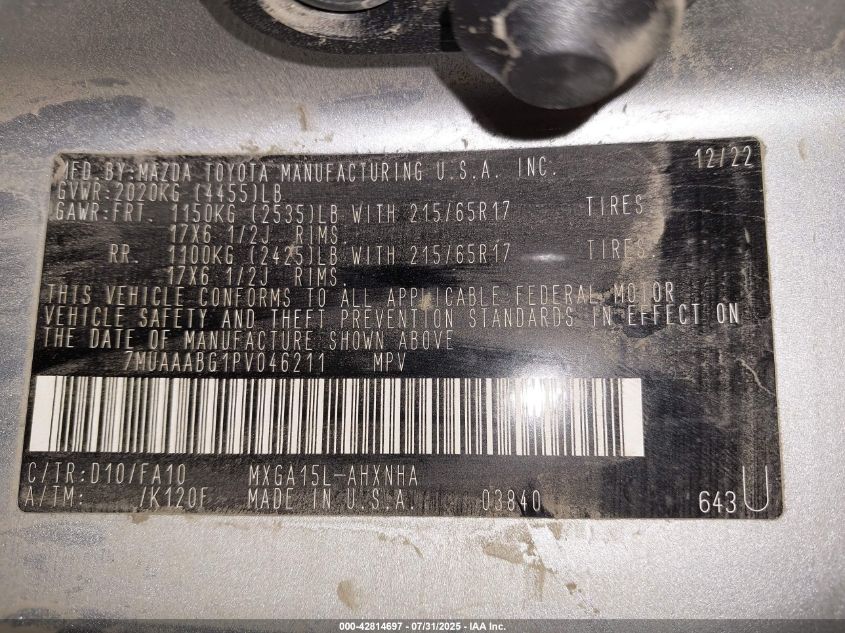 MFD. BY: MAZDA TOYOTA MANUFACTURING U.S.A. INC. 12/22
GVWR: 2020KG (4455)LB
GAWR: FRT. 1150KG (2535)LB WITH 215/65R17 TIRES
17X6 1/2J RIMS.
RR. 1100KG (2425)LB WITH 215/65R17 TIRES.
17X6 1/2J RIMS.
THIS VEHICLE CONFORMS TO ALL APPLICABLE FEDERAL MOTOR
VEHICLE SAFETY AND THEFT PREVENTION STANDARDS IN EFFECT ON
THE DATE OF MANUFACTURE SHOWN ABOVE
7MUAAABG1PV046211 MPV
C/TR: D10/FA10 MXGA15L-AHXNHA
A/TM: /K120F MADE IN U.S.A. 03840 643 U
000-42814697 - 07/31/2025 - IAA Inc.